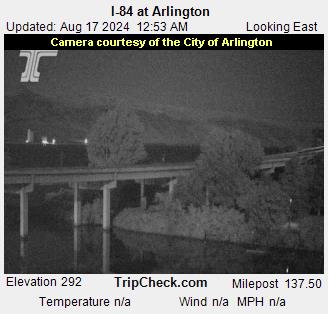 I-84 at Arlington
Updated: Aug 17 2024 12:53 AM Looking East
Camera courtesy of the City of Arlington
Elevation 292 TripCheck.com Milepost 137.50
Temperature n/a Wind n/a MPH n/a